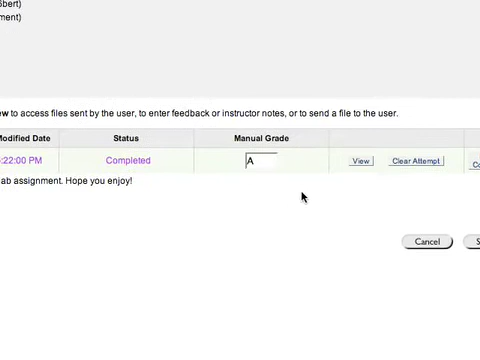 bert)
ment)
ew to access files sent by the user, to enter feedback or instructor notes, or to send a file to the user.
Modified Date Status Manual Grade
:22:00 PM Completed A View Clear Attempt Co
ab assignment. Hope you enjoy!
Cancel S